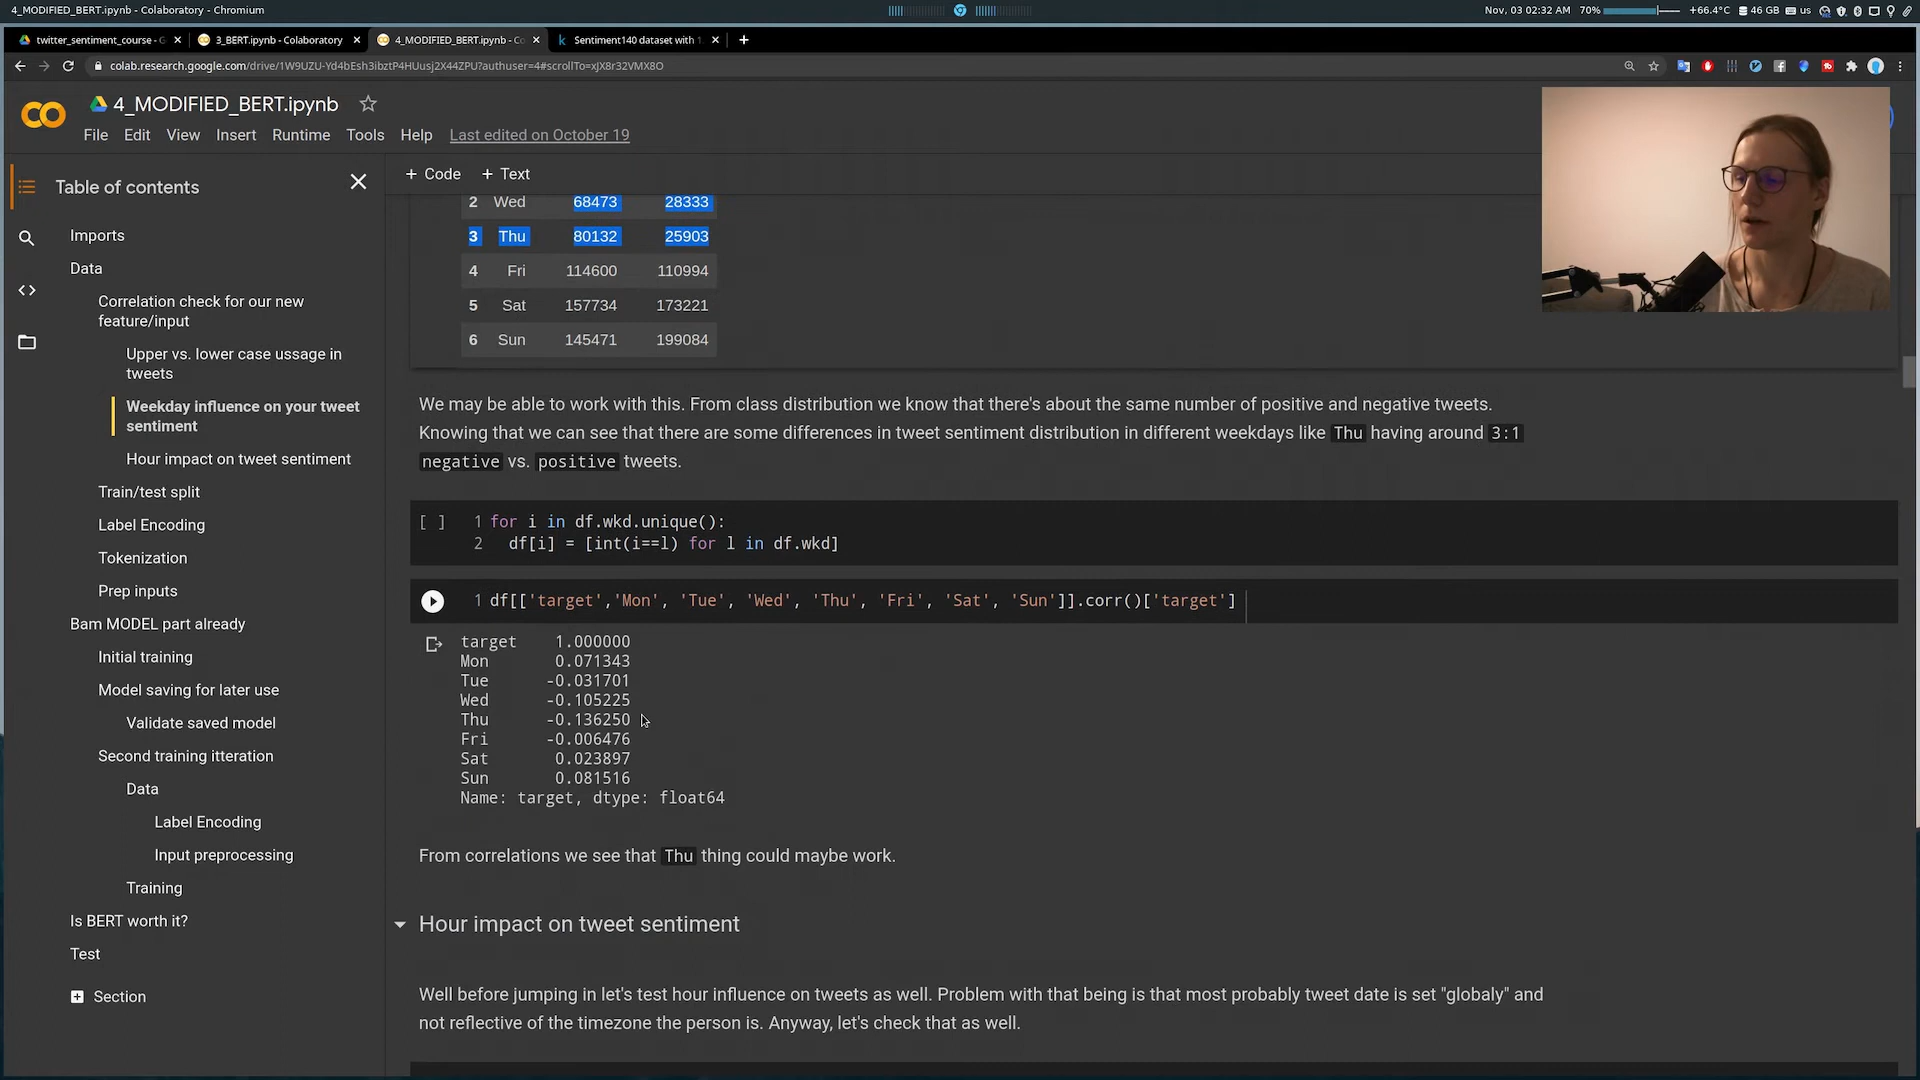 4_MODIFIED_BERT.ipynb - Colaboratory - Chromium
Nov, 03 02:32 AM 70% +66.4°C 46 GB us
twitter_sentiment_course - G
3_BERT.ipynb - Colaboratory
4_MODIFIED_BERT.ipynb - Co
Sentiment140 dataset with 1
colab.research.google.com/drive/1W9UZU-Yd4bEsh3ibztP4HUusj2X44ZPU?authuser=4#scrollTo=xJX8r32VMX8O
4_MODIFIED_BERT.ipynb
File Edit View Insert Runtime Tools Help Last edited on October 19
+ Code + Text
Table of contents
Imports
Data
Correlation check for our new
feature/input
Upper vs. lower case ussage in
tweets
Weekday influence on your tweet
sentiment
Hour impact on tweet sentiment
Train/test split
Label Encoding
Tokenization
Prep inputs
Bam MODEL part already
Initial training
Model saving for later use
Validate saved model
Second training itteration
Data
Label Encoding
Input preprocessing
Training
Is BERT worth it?
Test
Section
2 Wed 68473 28333
3 Thu 80132 25903
4 Fri 114600 110994
5 Sat 157734 173221
6 Sun 145471 199084
We may be able to work with this. From class distribution we know that there's about the same number of positive and negative tweets.
Knowing that we can see that there are some differences in tweet sentiment distribution in different weekdays like Thu having around 3:1
negative vs. positive tweets.
[ ] 1 for i in df.wkd.unique():
2 df[i] = [int(i==l) for l in df.wkd]
1 df[['target','Mon', 'Tue', 'Wed', 'Thu', 'Fri', 'Sat', 'Sun']].corr()['target']
target 1.000000
Mon 0.071343
Tue -0.031701
Wed -0.105225
Thu -0.136250
Fri -0.006476
Sat 0.023897
Sun 0.081516
Name: target, dtype: float64
From correlations we see that Thu thing could maybe work.
Hour impact on tweet sentiment
Well before jumping in let's test hour influence on tweets as well. Problem with that being is that most probably tweet date is set "globaly" and
not reflective of the timezone the person is. Anyway, let's check that as well.